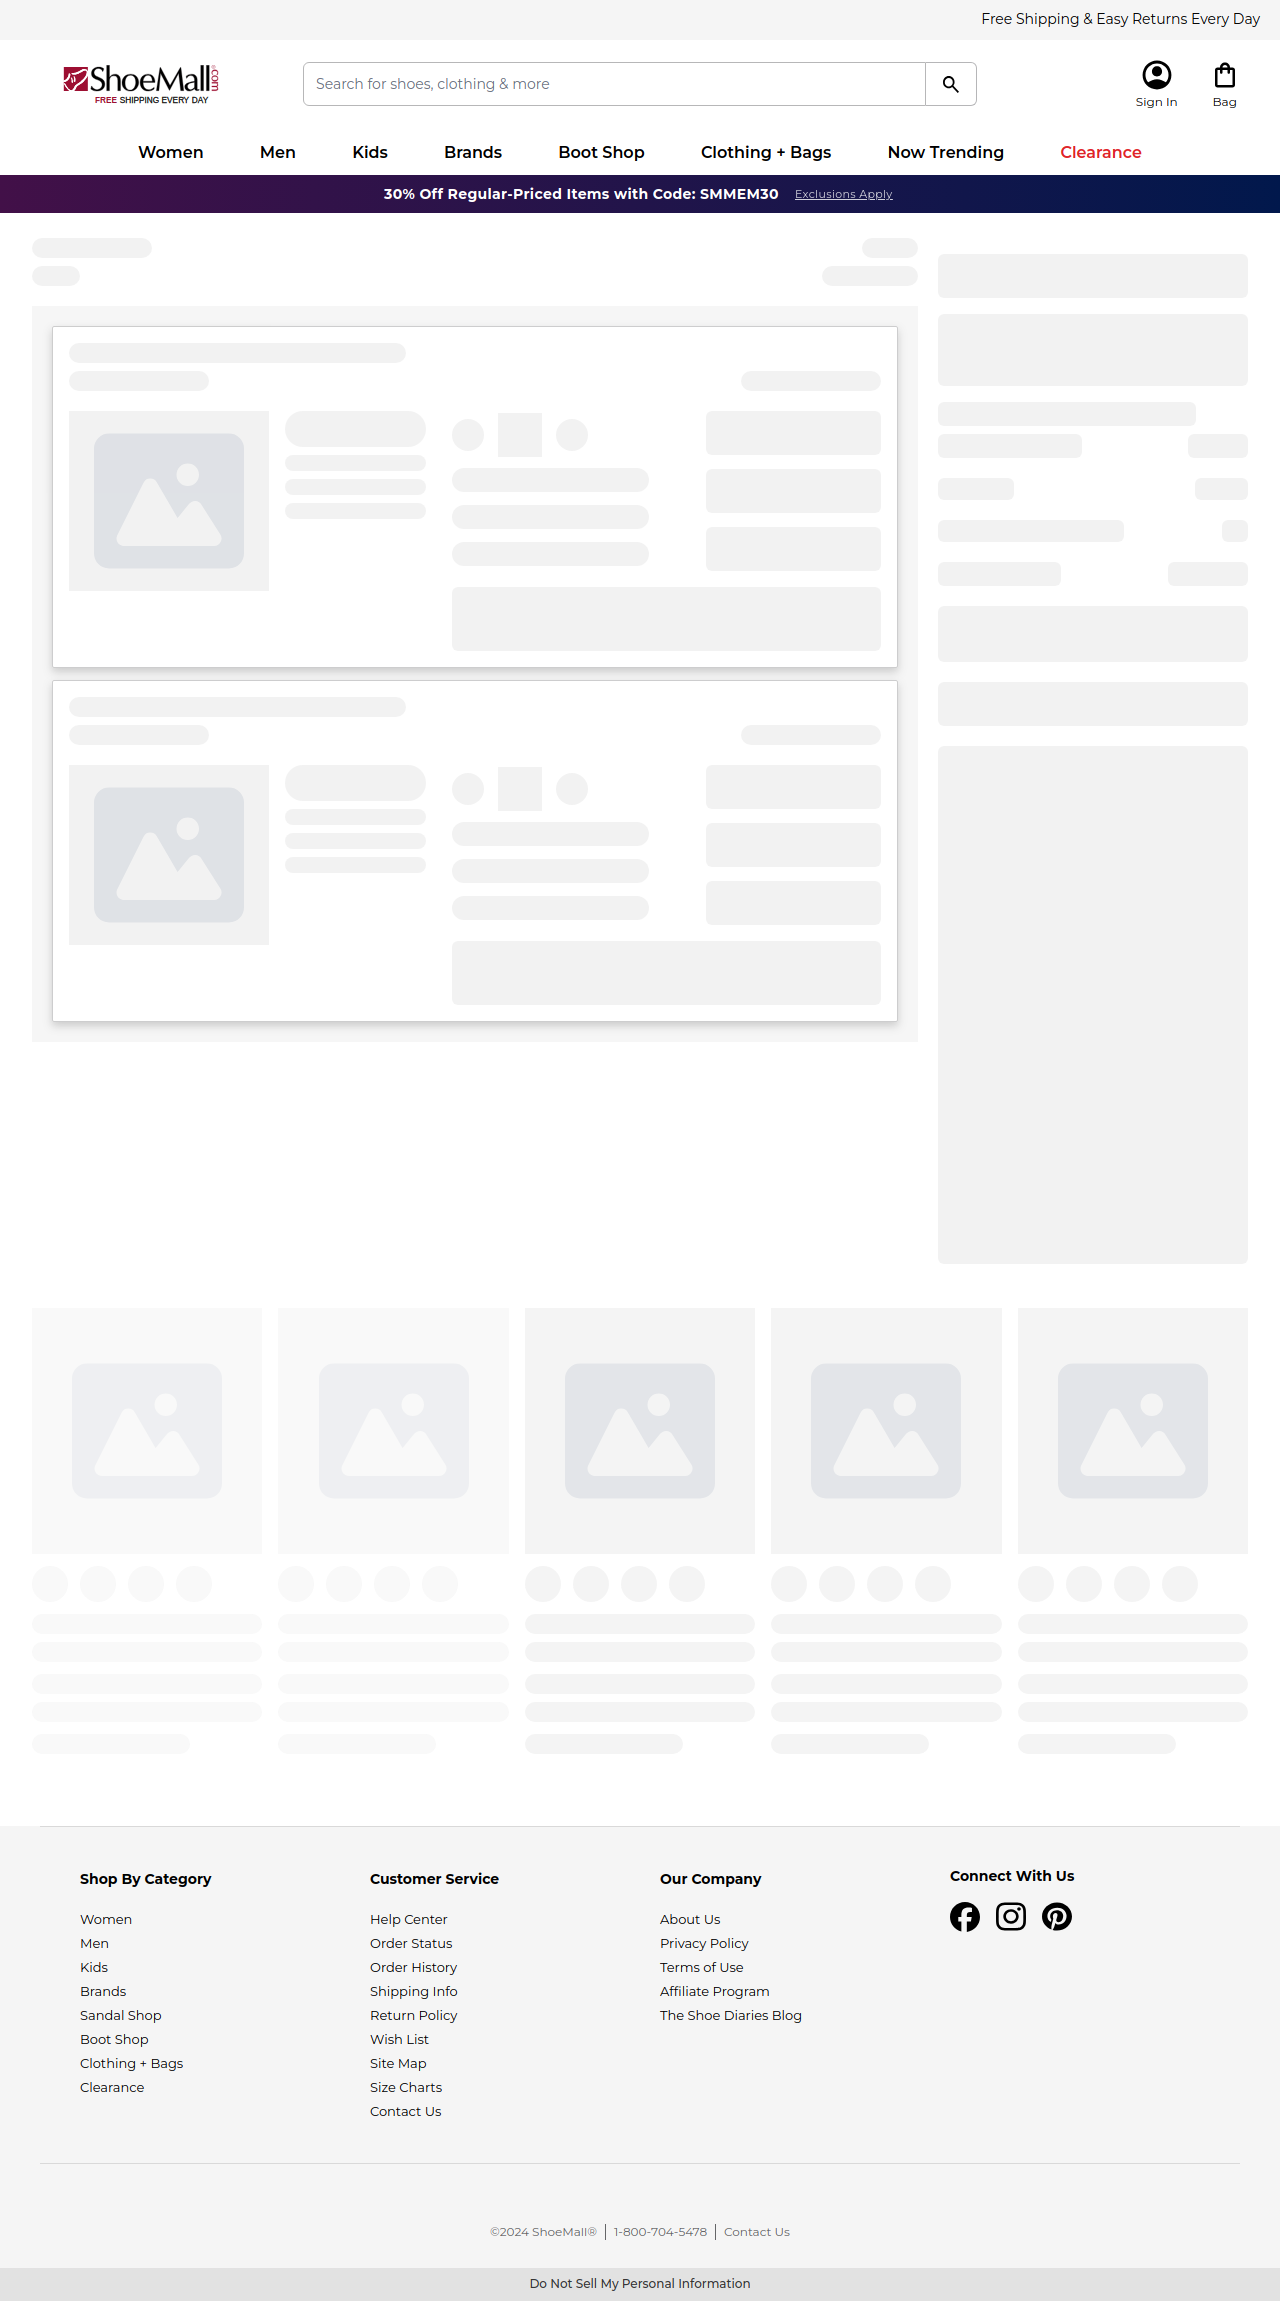 Free Shipping & Easy Returns Every Day
ShoeMall®.com
FREE SHIPPING EVERY DAY
Search for shoes, clothing & more
Sign In
Bag
Women Men Kids Brands Boot Shop Clothing + Bags Now Trending Clearance
30% Off Regular-Priced Items with Code: SMMEM30 Exclusions Apply
Shop By Category
Women
Men
Kids
Brands
Sandal Shop
Boot Shop
Clothing + Bags
Clearance
Customer Service
Help Center
Order Status
Order History
Shipping Info
Return Policy
Wish List
Site Map
Size Charts
Contact Us
Our Company
About Us
Privacy Policy
Terms of Use
Affiliate Program
The Shoe Diaries Blog
Connect With Us
©2024 ShoeMall® | 1-800-704-5478 | Contact Us
Do Not Sell My Personal Information